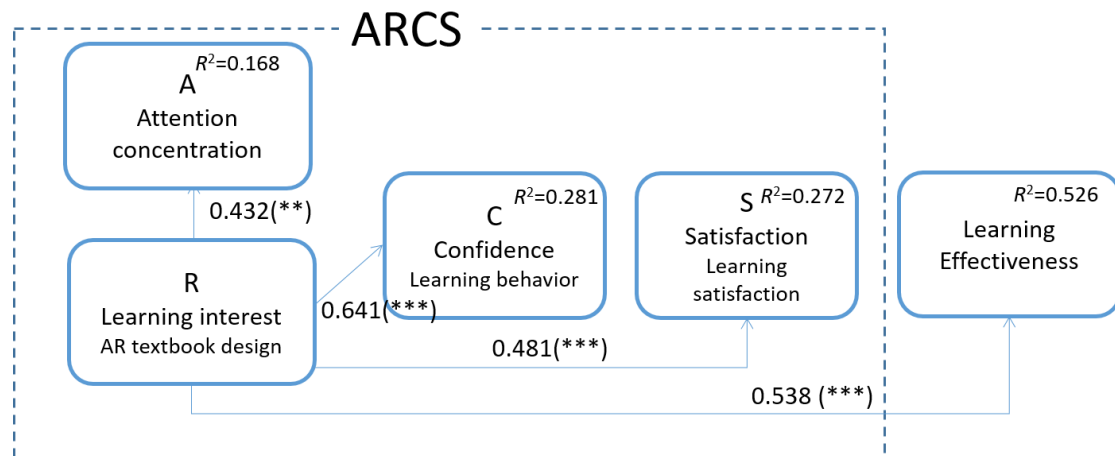 ARCS
R²=0.168
A
Attention
concentration
0.432(**)
R
Learning interest
AR textbook design
R²=0.281
C
Confidence
Learning behavior
0.641(***)
R²=0.272
S
Satisfaction
Learning
satisfaction
0.481(***)
R²=0.526
Learning
Effectiveness
0.538 (***)